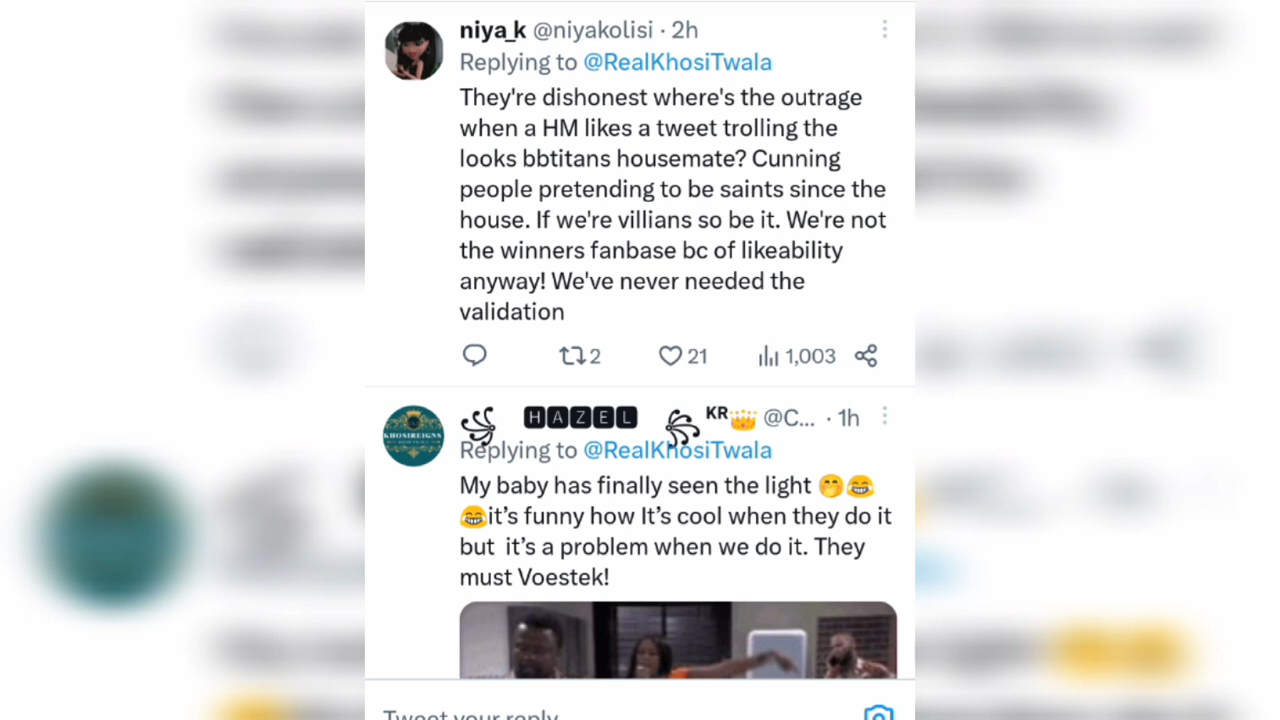 niya_k @niyakolisi · 2h
Replying to @RealKhosiTwala
They're dishonest where's the outrage
when a HM likes a tweet trolling the
looks bbtitans housemate? Cunning
people pretending to be saints since the
house. If we're villians so be it. We're not
the winners fanbase bc of likeability
anyway! We've never needed the
validation
2 21 1,003
HAZEL KR👑 @C... · 1h
KHOSIREIGNS
Replying to @RealKhosiTwala
My baby has finally seen the light 🤭😂
😂it’s funny how It’s cool when they do it
but it’s a problem when we do it. They
must Voestek!
Tweet your reply